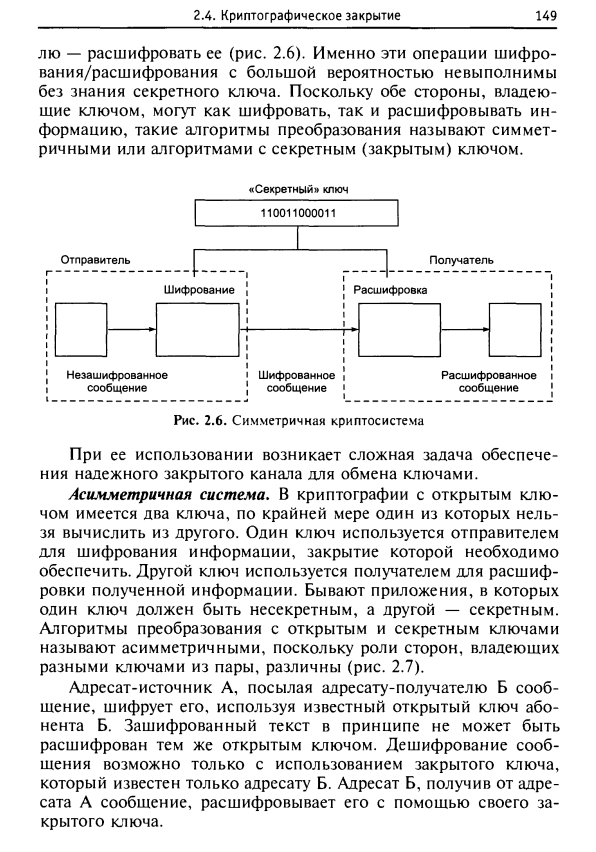 2.4. Криптографическое закрытие 149
лю — расшифровать ее (рис. 2.6). Именно эти операции шифро-
вания/расшифрования с большой вероятностью невыполнимы
без знания секретного ключа. Поскольку обе стороны, владею-
щие ключом, могут как шифровать, так и расшифровывать ин-
формацию, такие алгоритмы преобразования называют симмет-
ричными или алгоритмами с секретным (закрытым) ключом.
«Секретный» ключ
110011000011
Отправитель Получатель
Шифрование Расшифровка
Незашифрованное Шифрованное Расшифрованное
сообщение сообщение сообщение
Рис. 2.6. Симметричная криптосистема
При ее использовании возникает сложная задача обеспече-
ния надежного закрытого канала для обмена ключами.
Асимметричная система. В криптографии с открытым клю-
чом имеется два ключа, по крайней мере один из которых нель-
зя вычислить из другого. Один ключ используется отправителем
для шифрования информации, закрытие которой необходимо
обеспечить. Другой ключ используется получателем для расшиф-
ровки полученной информации. Бывают приложения, в которых
один ключ должен быть несекретным, а другой — секретным.
Алгоритмы преобразования с открытым и секретным ключами
называют асимметричными, поскольку роли сторон, владеющих
разными ключами из пары, различны (рис. 2.7).
Адресат-источник А, посылая адресату-получателю Б сооб-
щение, шифрует его, используя известный открытый ключ або-
нента Б. Зашифрованный текст в принципе не может быть
расшифрован тем же открытым ключом. Дешифрование сооб-
щения возможно только с использованием закрытого ключа,
который известен только адресату Б. Адресат Б, получив от адре-
сата А сообщение, расшифровывает его с помощью своего за-
крытого ключа.